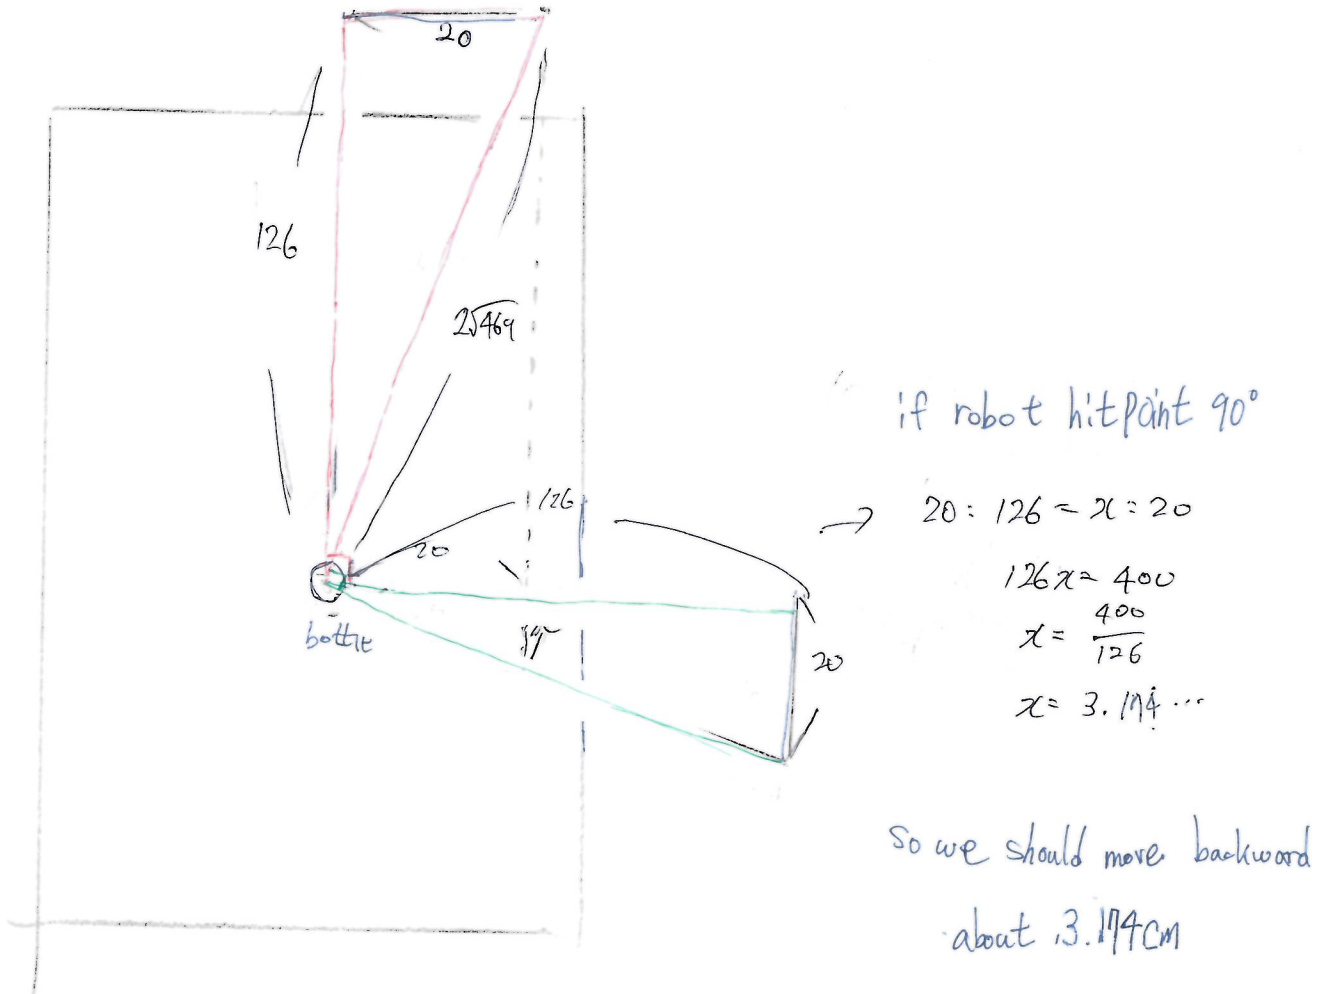 20
126
2√469
126
20
bottle
20
if robot hitpoint 90°
→ 20 : 126 = x : 20
126x = 400
x = 400/126
x = 3.174...
so we should move backward
about 3.174cm